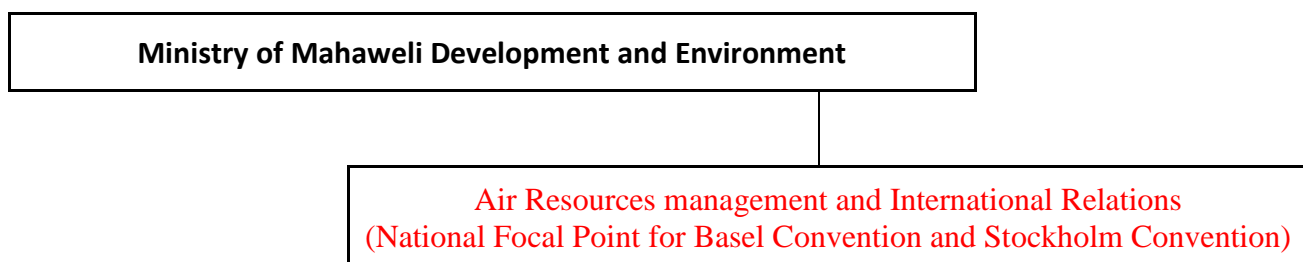 Ministry of Mahaweli Development and Environment
Air Resources management and International Relations
(National Focal Point for Basel Convention and Stockholm Convention)